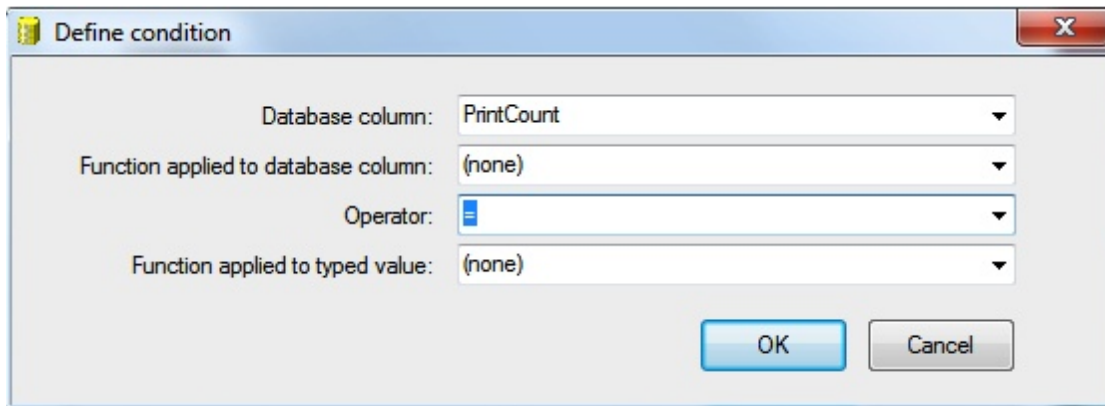 Define condition
Database column: PrintCount
Function applied to database column: (none)
Operator: =
Function applied to typed value: (none)
OK Cancel